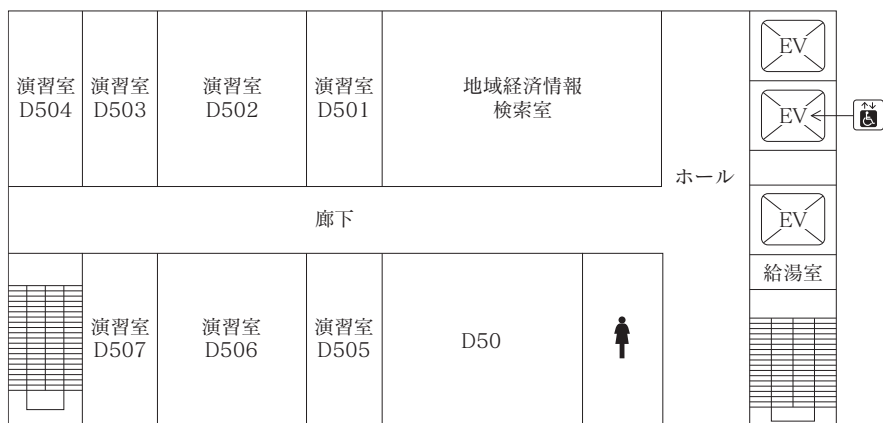 演習室
D504
演習室
D503
演習室
D502
演習室
D501
地域経済情報
検索室
EV
EV
ホール
EV
廊下
給湯室
演習室
D507
演習室
D506
演習室
D505
D50